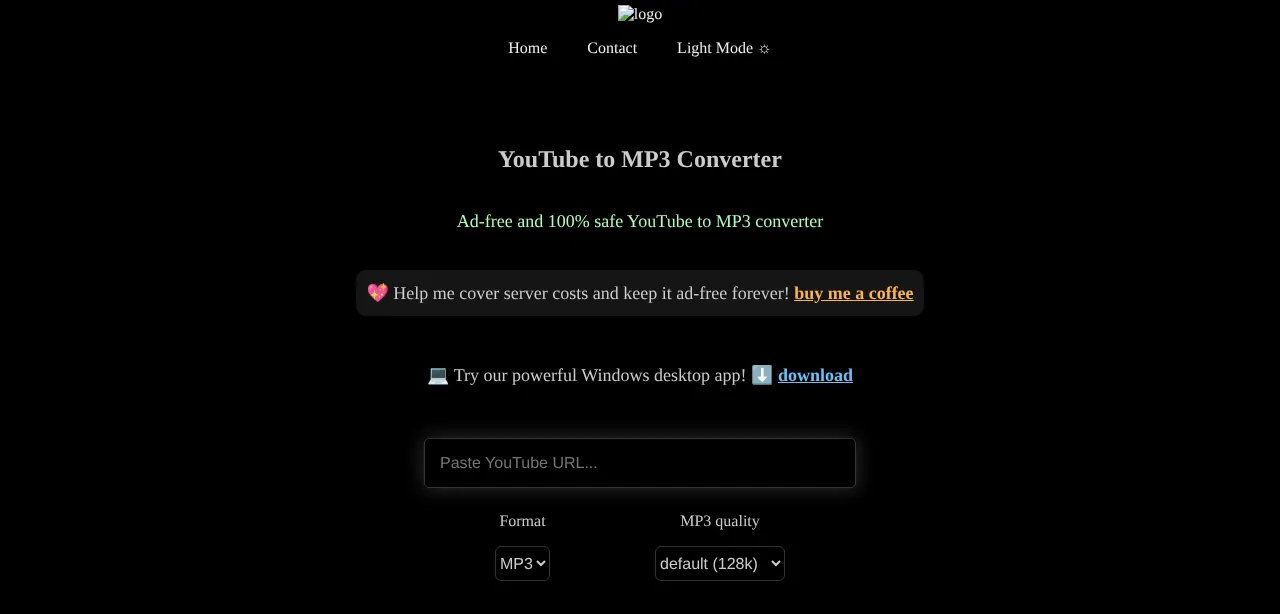 logo
Home Contact Light Mode ☼
YouTube to MP3 Converter
Ad-free and 100% safe YouTube to MP3 converter
💖 Help me cover server costs and keep it ad-free forever! buy me a coffee
💻 Try our powerful Windows desktop app! ⬇️ download
Paste YouTube URL...
Format MP3 quality
MP3 default (128k)